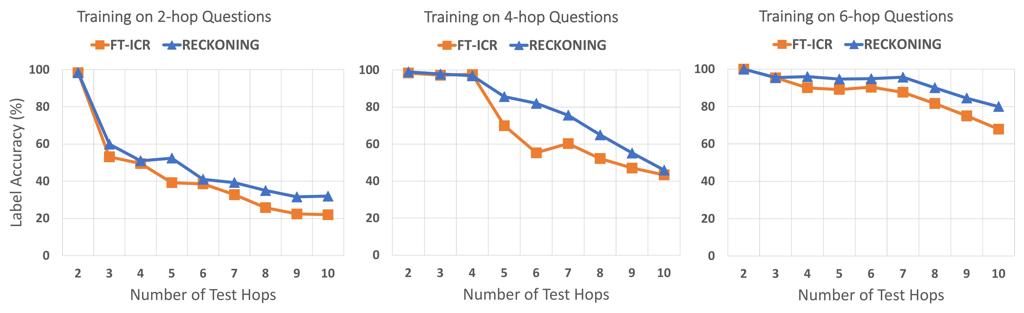 Training on 2-hop Questions
FT-ICR RECKONING
100
80
60
40
20
0
Label Accuracy (%)
2 3 4 5 6 7 8 9 10
Number of Test Hops
Training on 4-hop Questions
FT-ICR RECKONING
100
80
60
40
20
0
2 3 4 5 6 7 8 9 10
Number of Test Hops
Training on 6-hop Questions
FT-ICR RECKONING
100
80
60
40
20
0
2 3 4 5 6 7 8 9 10
Number of Test Hops